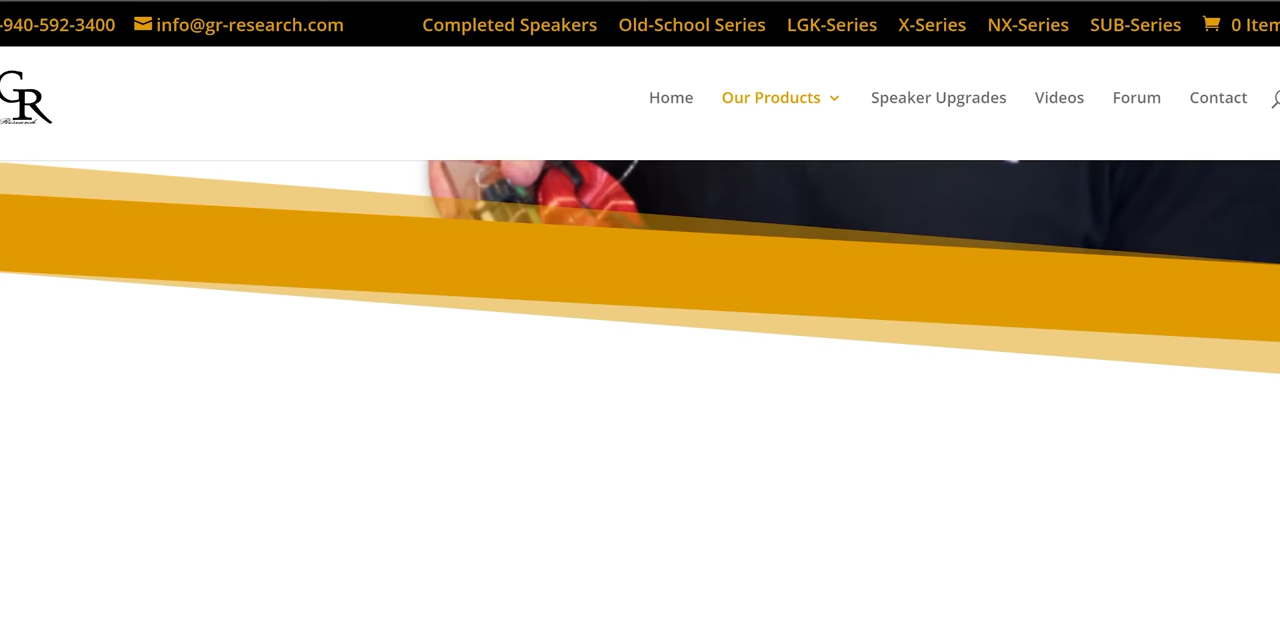 -940-592-3400 info@gr-research.com Completed Speakers Old-School Series LGK-Series X-Series NX-Series SUB-Series 0 Item
GR
Research
Home Our Products Speaker Upgrades Videos Forum Contact